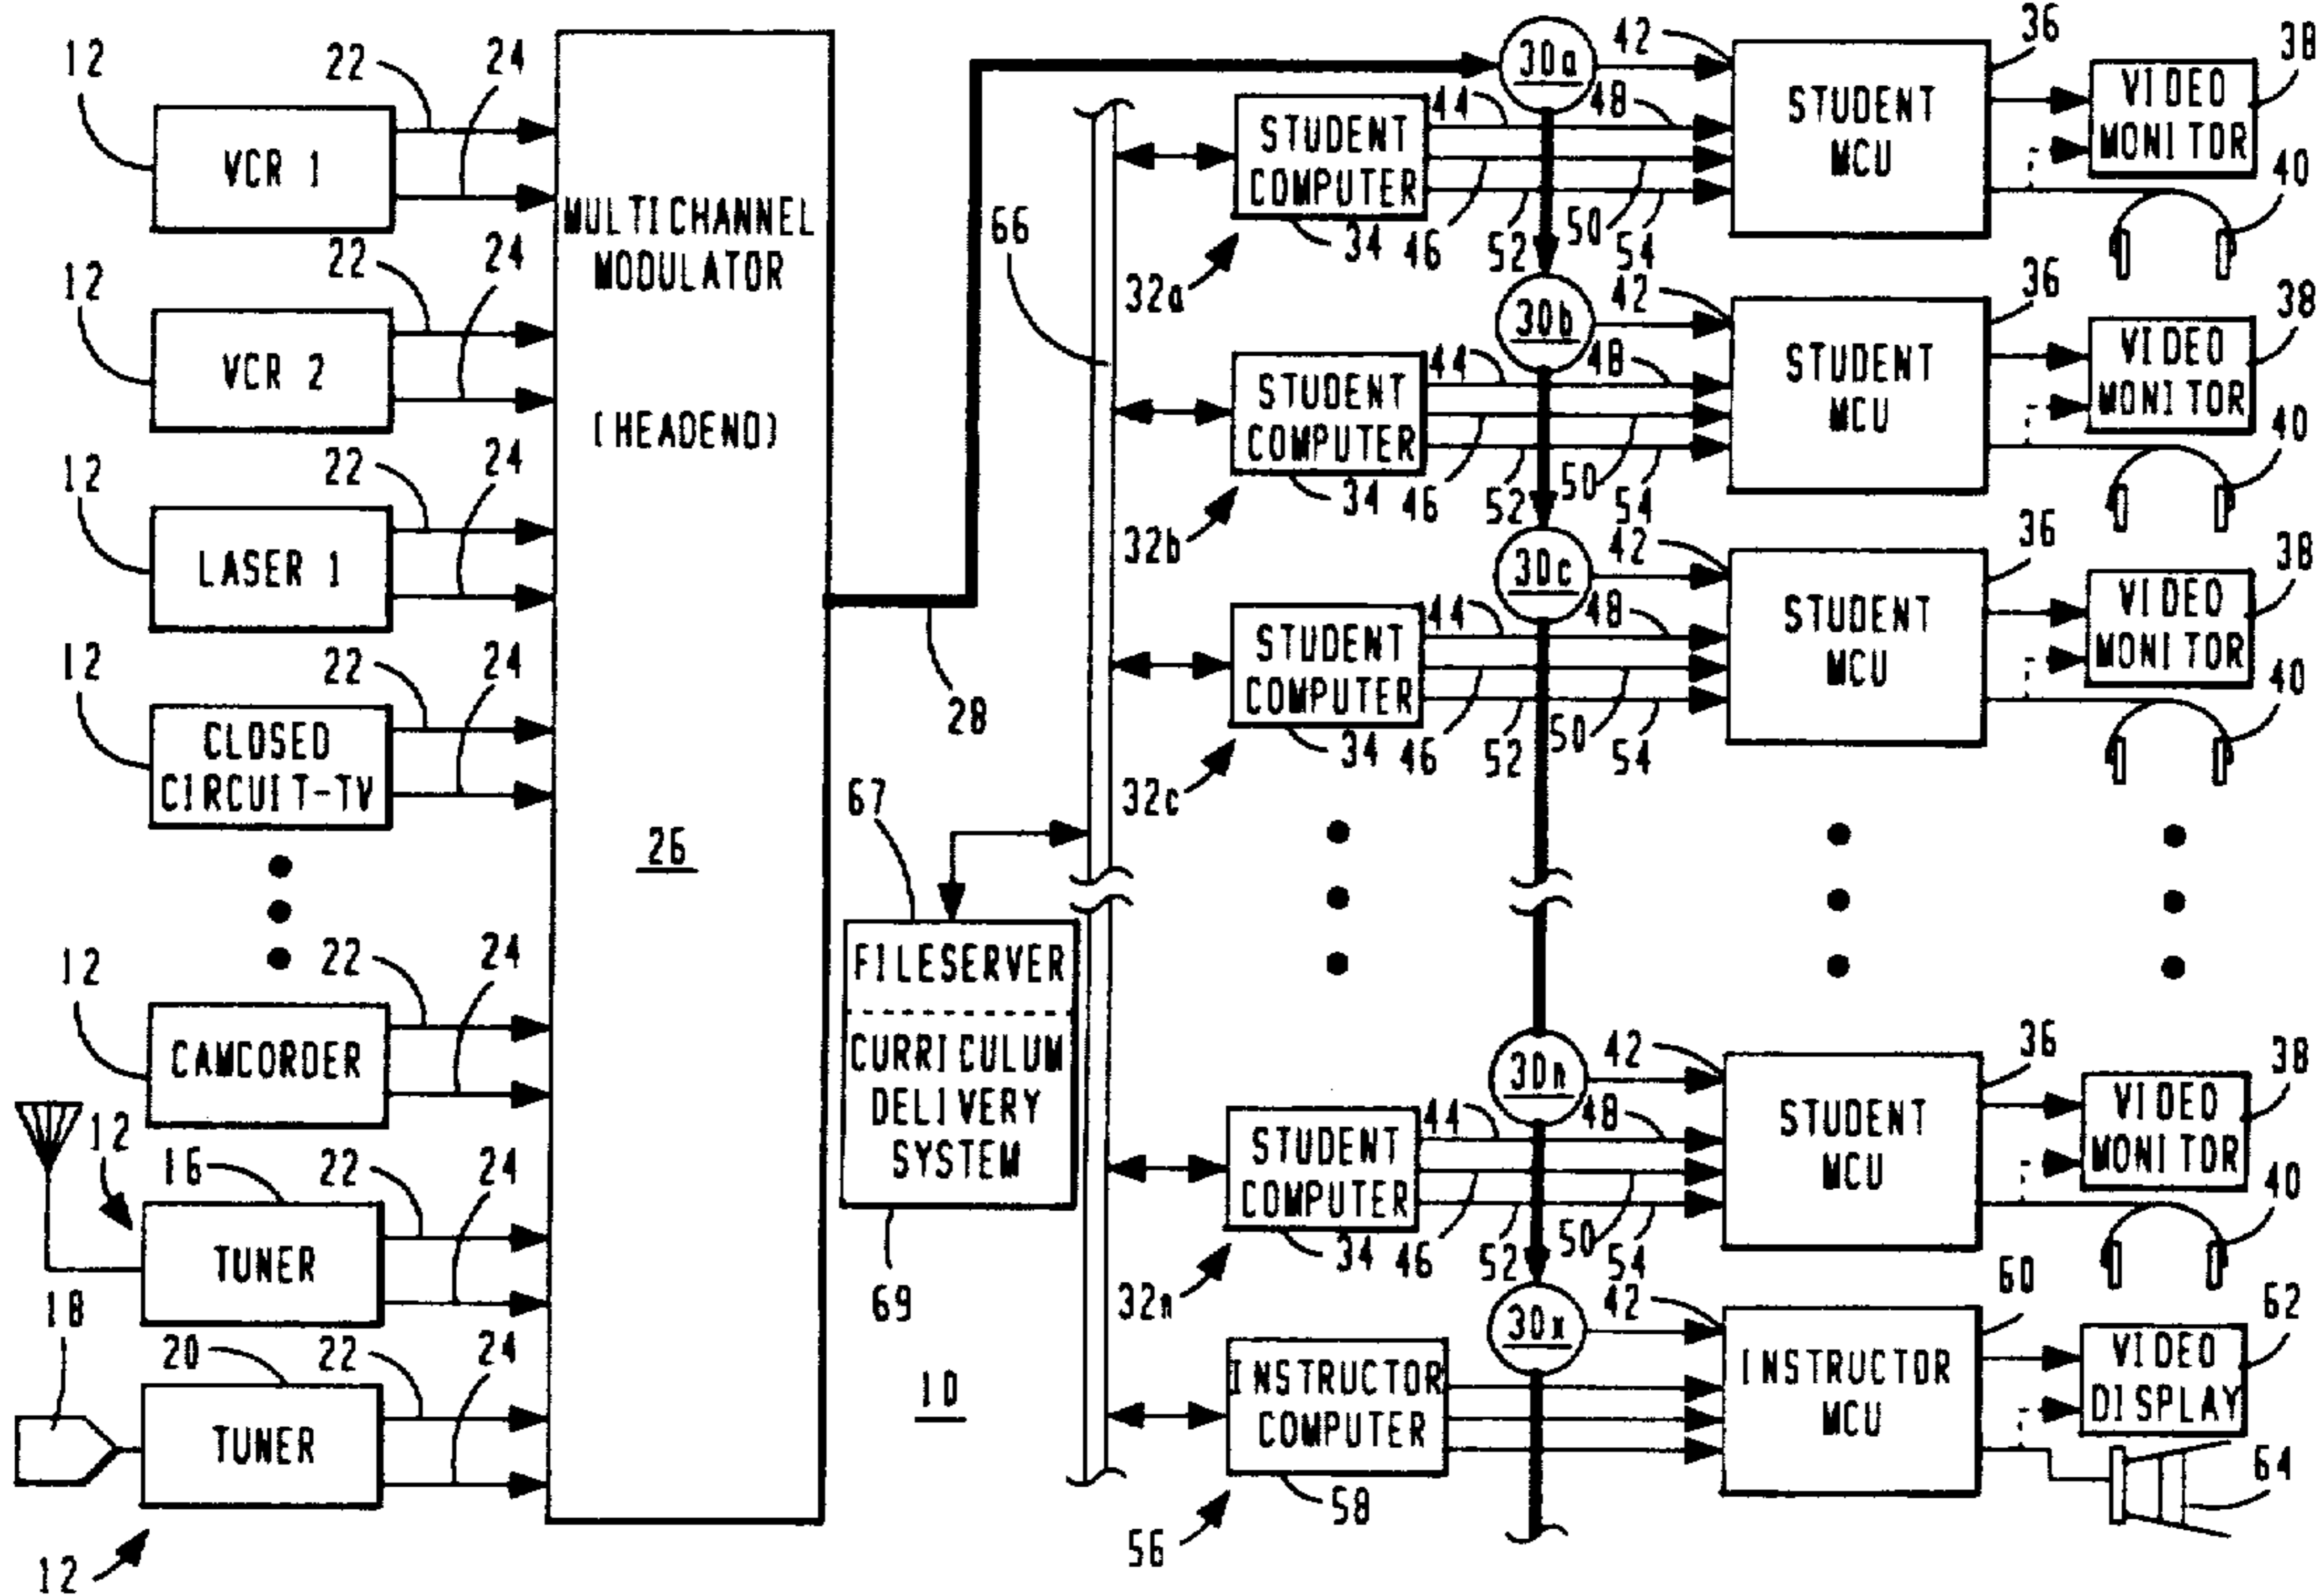 12
22
24
VCR 1
12
22
24
VCR 2
12
22
24
LASER 1
12
22
24
CLOSED
CIRCUIT-TV
12
22
24
CAMCORDER
12
16
22
24
TUNER
18
20
22
24
TUNER
12
MULTICHANNEL
MODULATOR
(HEADEND)
26
28
67
FILESERVER
CURRICULUM
DELIVERY
SYSTEM
69
10
66
30a
42
36
38
44
48
STUDENT
COMPUTER
STUDENT
MCU
VIDEO
MONITOR
40
32a
34
46
52
50
54
30b
42
36
38
44
48
STUDENT
COMPUTER
STUDENT
MCU
VIDEO
MONITOR
40
32b
34
46
52
50
54
30c
42
36
38
44
48
STUDENT
COMPUTER
STUDENT
MCU
VIDEO
MONITOR
40
32c
34
46
52
50
54
30n
42
36
38
44
48
STUDENT
COMPUTER
STUDENT
MCU
VIDEO
MONITOR
40
32n
34
46
52
50
54
30x
42
60
62
INSTRUCTOR
COMPUTER
INSTRUCTOR
MCU
VIDEO
DISPLAY
56
58
64